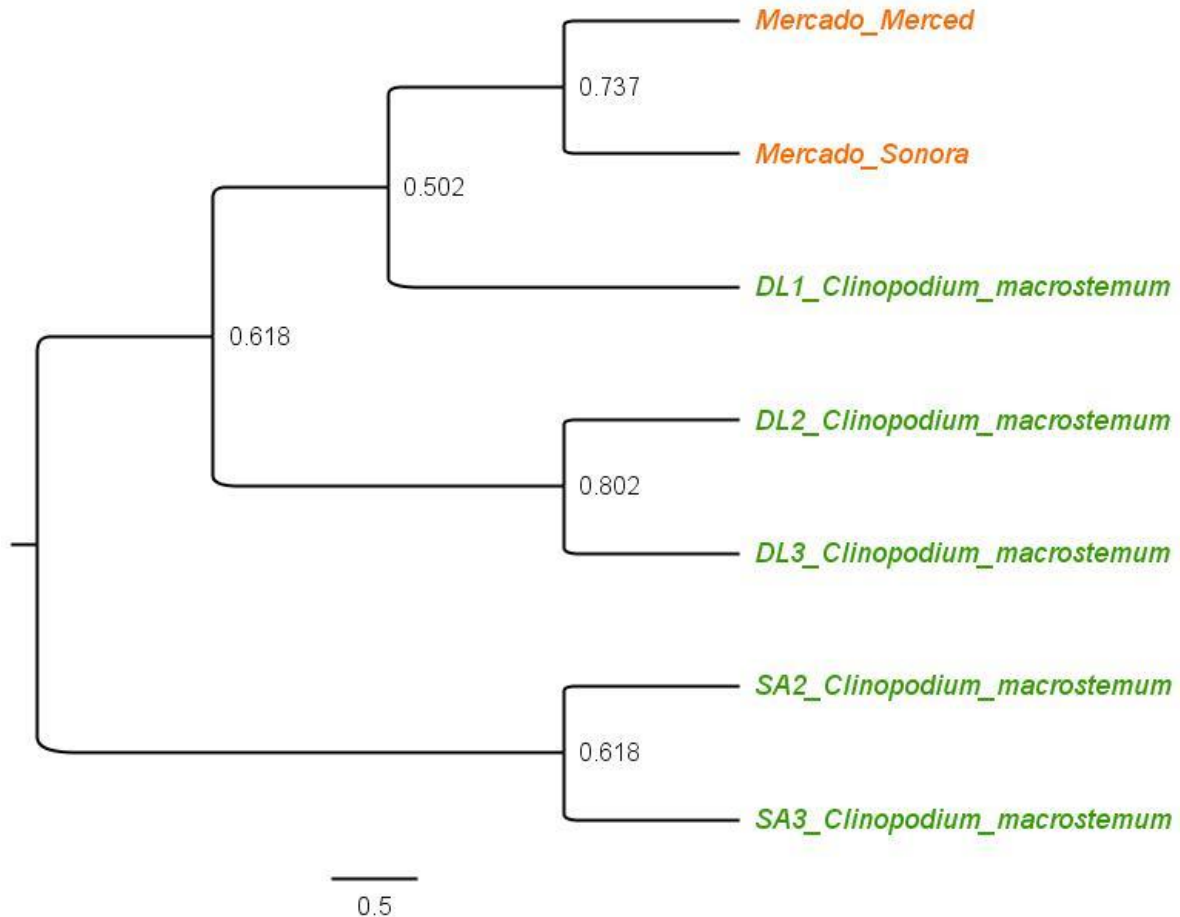 Mercado_Merced
0.737
Mercado_Sonora
0.502
DL1_Clinopodium_macrostemum
0.618
DL2_Clinopodium_macrostemum
0.802
DL3_Clinopodium_macrostemum
SA2_Clinopodium_macrostemum
0.618
SA3_Clinopodium_macrostemum
0.5